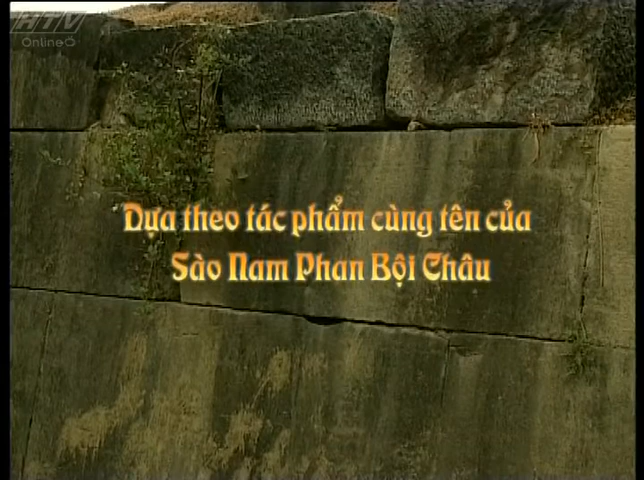 HTV
Online
Dựa theo tác phẩm cùng tên của
Sào Nam Phan Bội Châu